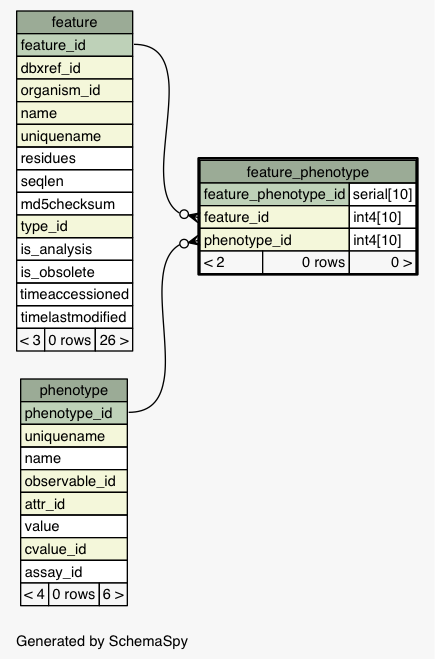 feature
feature_id
dbxref_id
organism_id
name
uniquename
residues
seqlen
md5checksum
type_id
is_analysis
is_obsolete
timeaccessioned
timelastmodified
< 3 0 rows 26 >
feature_phenotype
feature_phenotype_id serial[10]
feature_id int4[10]
phenotype_id int4[10]
< 2 0 rows 0 >
phenotype
phenotype_id
uniquename
name
observable_id
attr_id
value
cvalue_id
assay_id
< 4 0 rows 6 >
Generated by SchemaSpy